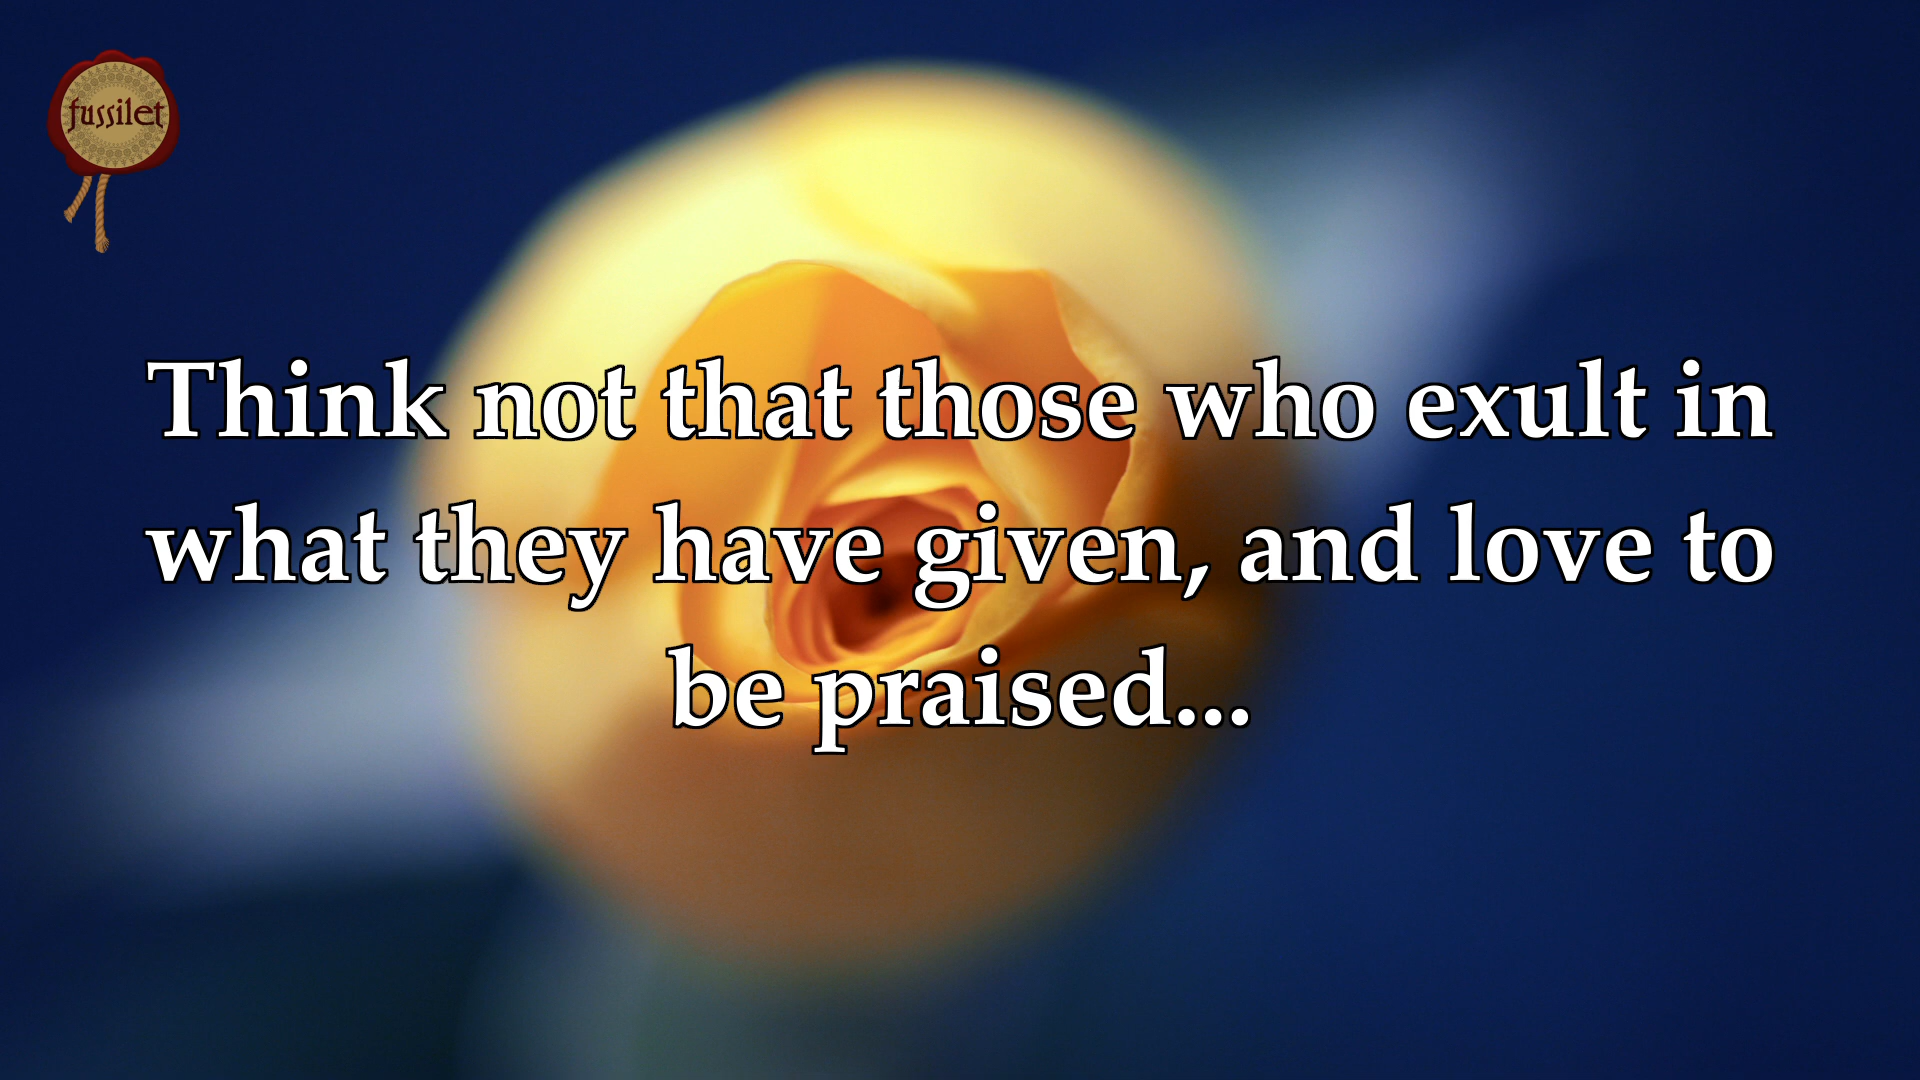 fussilet
Think not that those who exult in
what they have given, and love to
be praised...